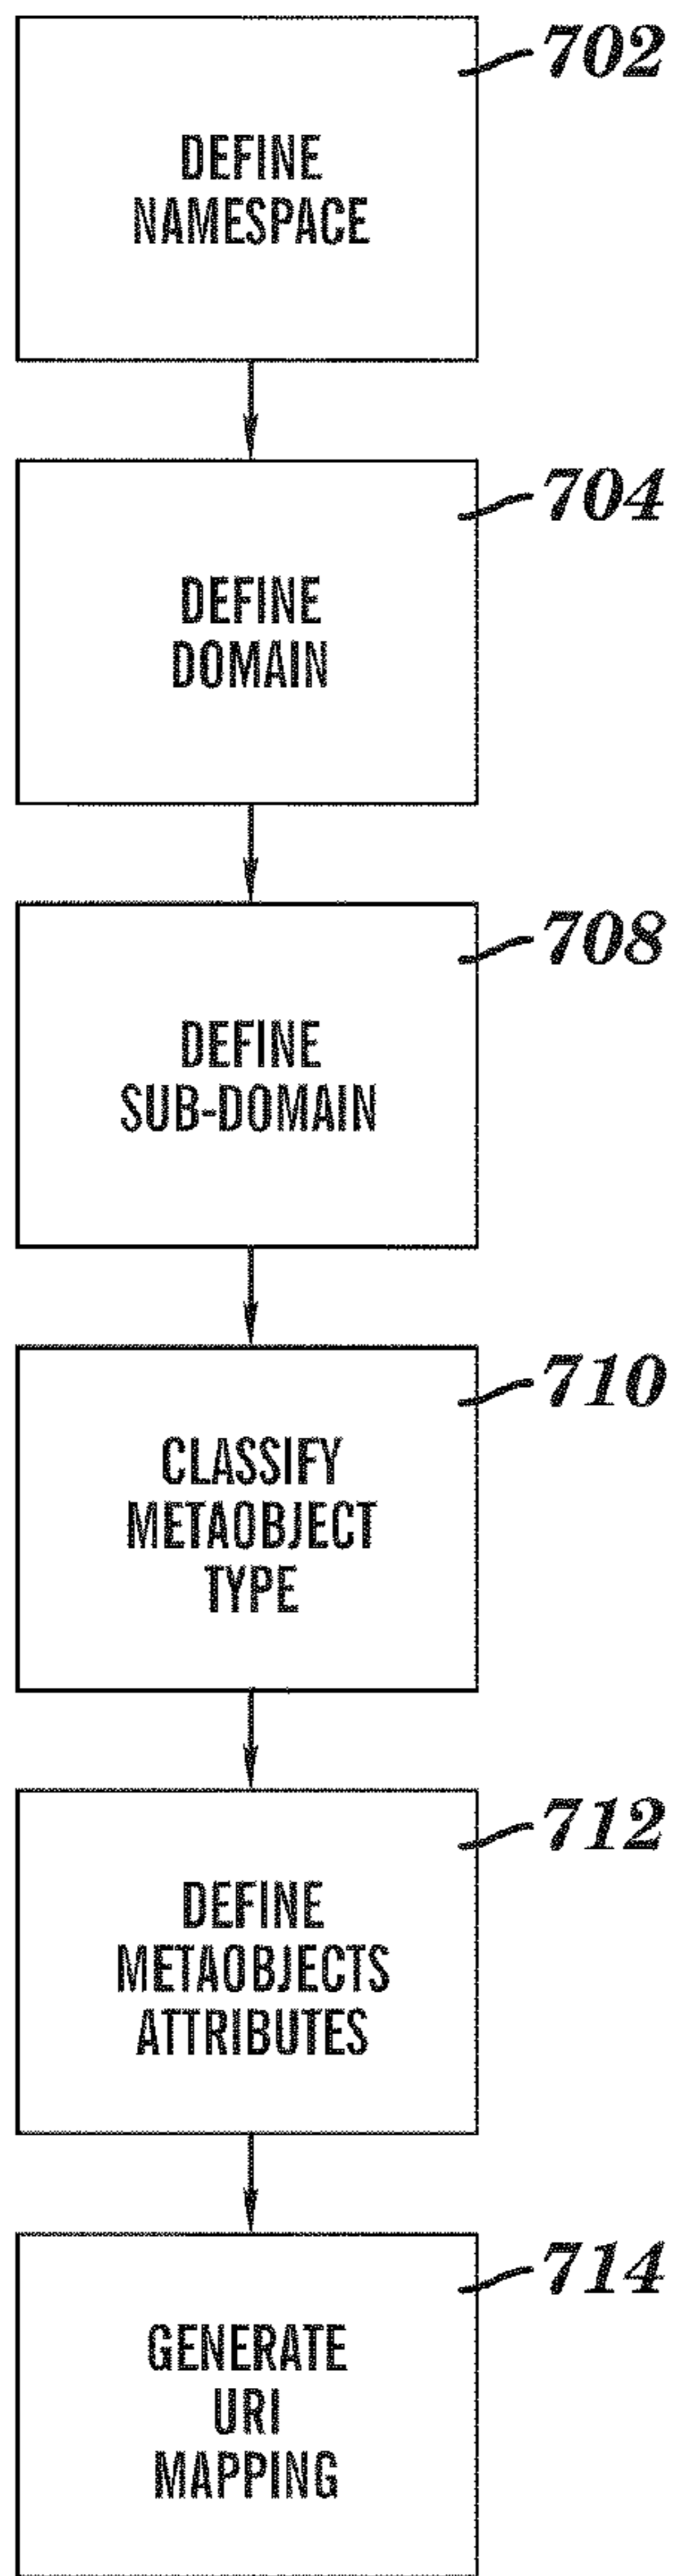 702
DEFINE
NAMESPACE
704
DEFINE
DOMAIN
708
DEFINE
SUB-DOMAIN
710
CLASSIFY
METAOBJECT
TYPE
712
DEFINE
METAOBJECTS
ATTRIBUTES
714
GENERATE
URI
MAPPING